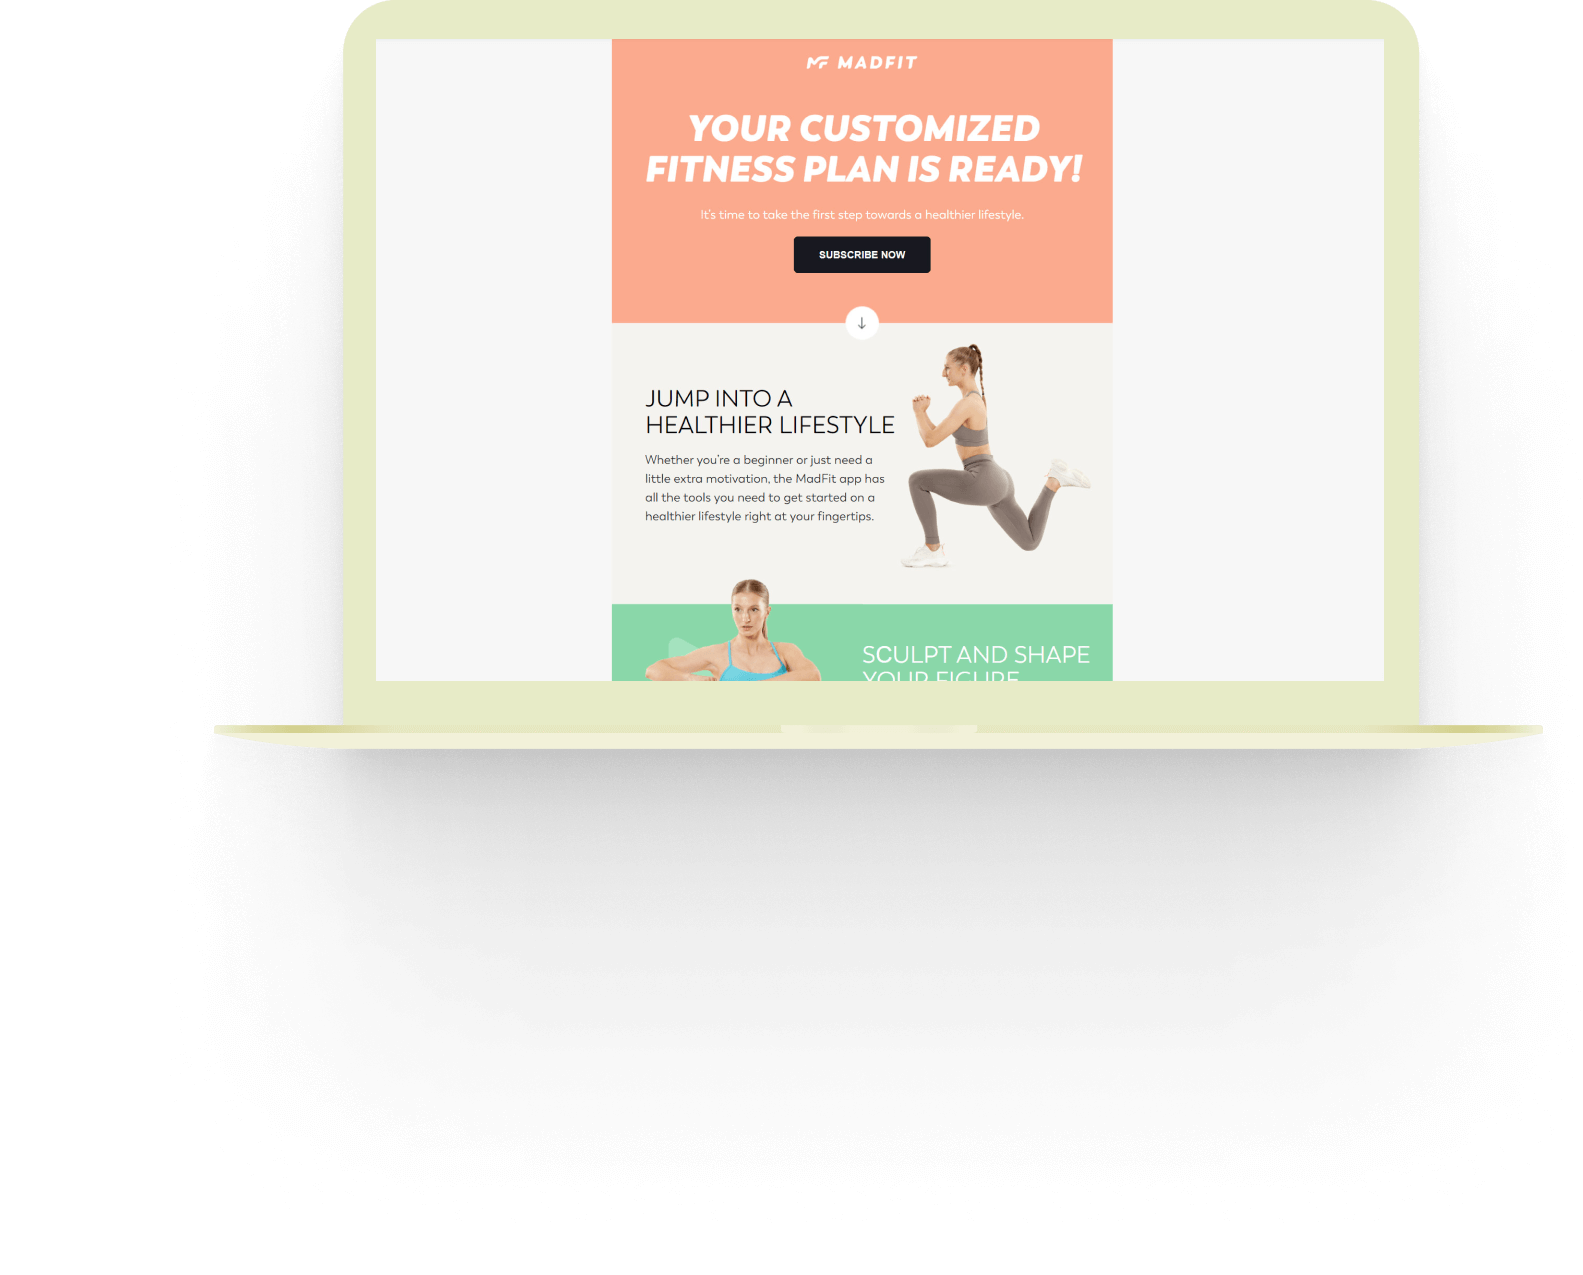 MF MADFIT
YOUR CUSTOMIZED
FITNESS PLAN IS READY!
It's time to take the first step towards a healthier lifestyle.
SUBSCRIBE NOW
JUMP INTO A
HEALTHIER LIFESTYLE
Whether you're a beginner or just need a
little extra motivation, the MadFit app has
all the tools you need to get started on a
healthier lifestyle right at your fingertips.
SCULPT AND SHAPE
YOUR FIGURE